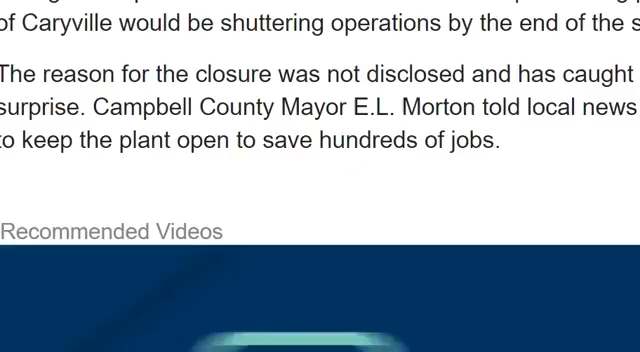 of Caryville would be shuttering operations by the end of the s
The reason for the closure was not disclosed and has caught
surprise. Campbell County Mayor E.L. Morton told local news
to keep the plant open to save hundreds of jobs.
Recommended Videos